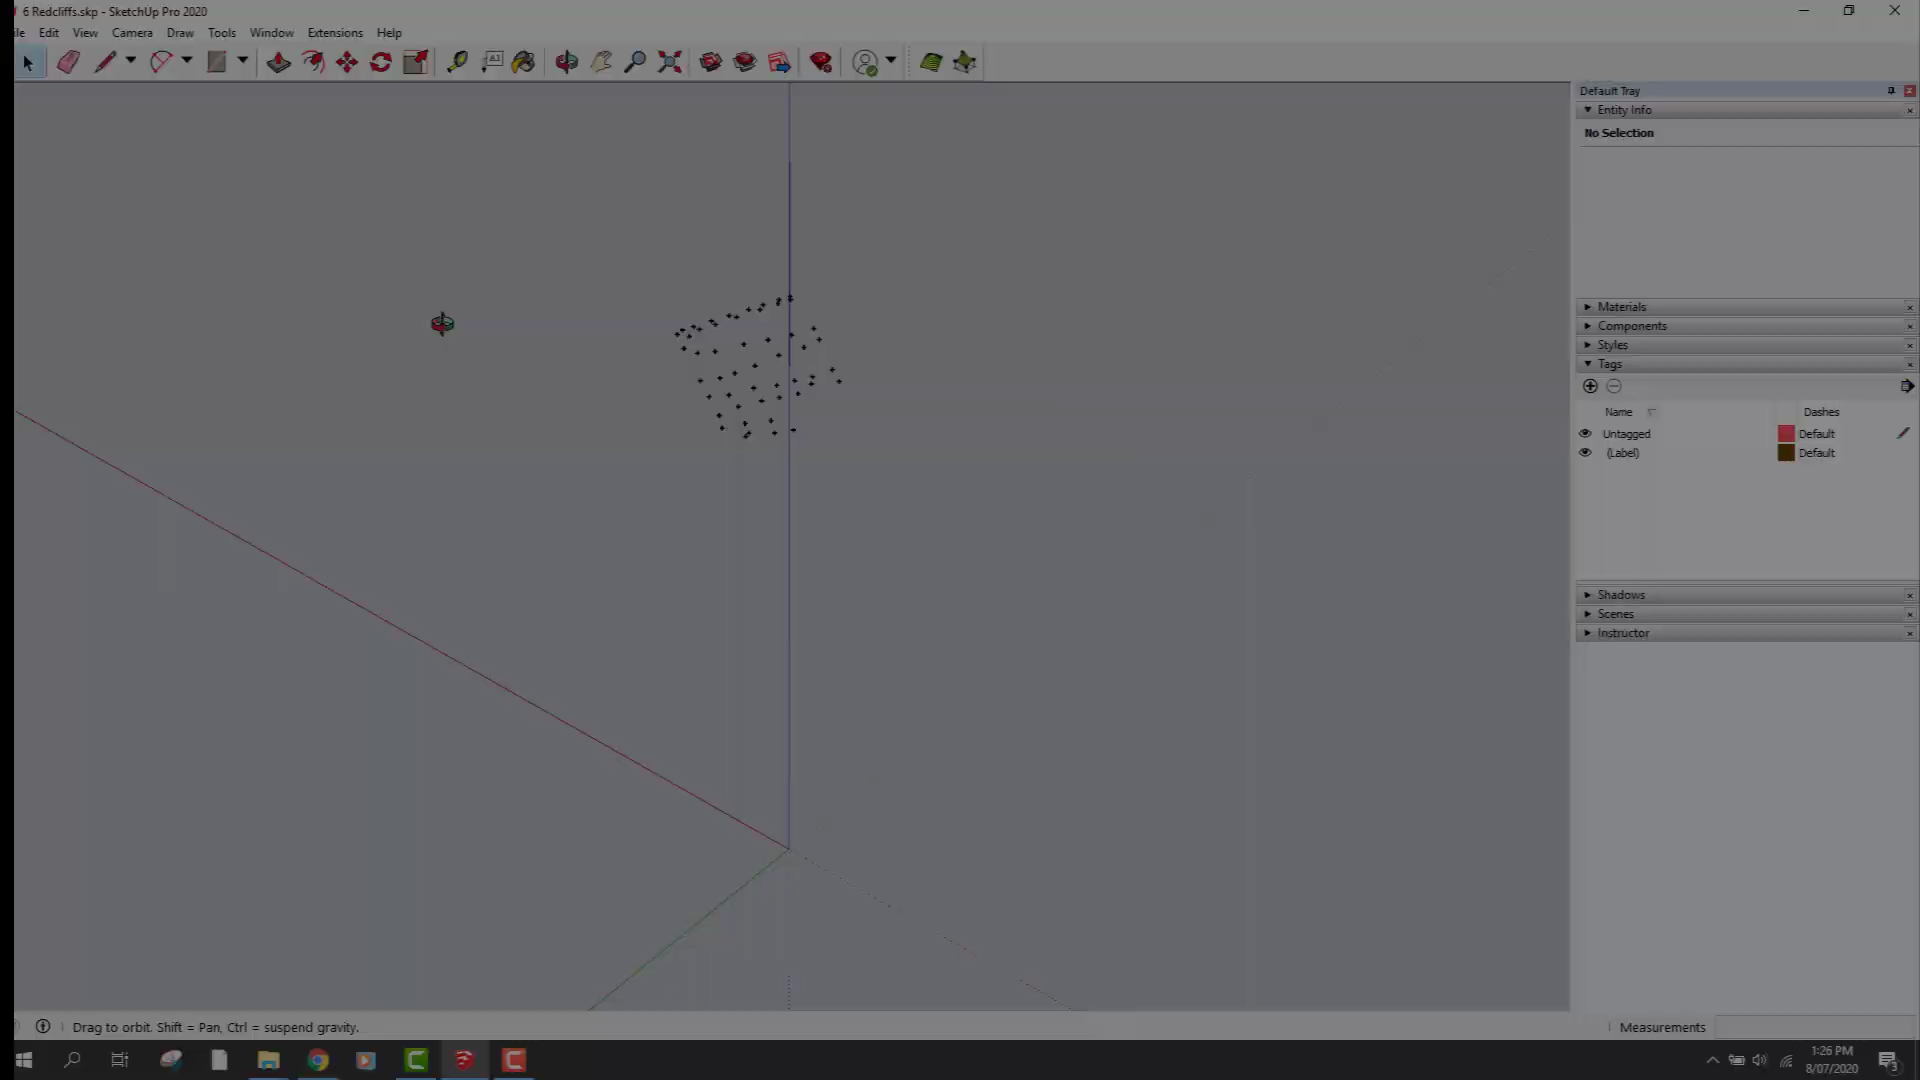 6 Redcliffs.skp - SketchUp Pro 2020
ile Edit View Camera Draw Tools Window Extensions Help
Default Tray
Entity Info
No Selection
Materials
Components
Styles
Tags
Name Dashes
Untagged Default
(Label) Default
Shadows
Scenes
Instructor
Drag to orbit. Shift = Pan, Ctrl = suspend gravity.
Measurements
1:26 PM
8/07/2020
3